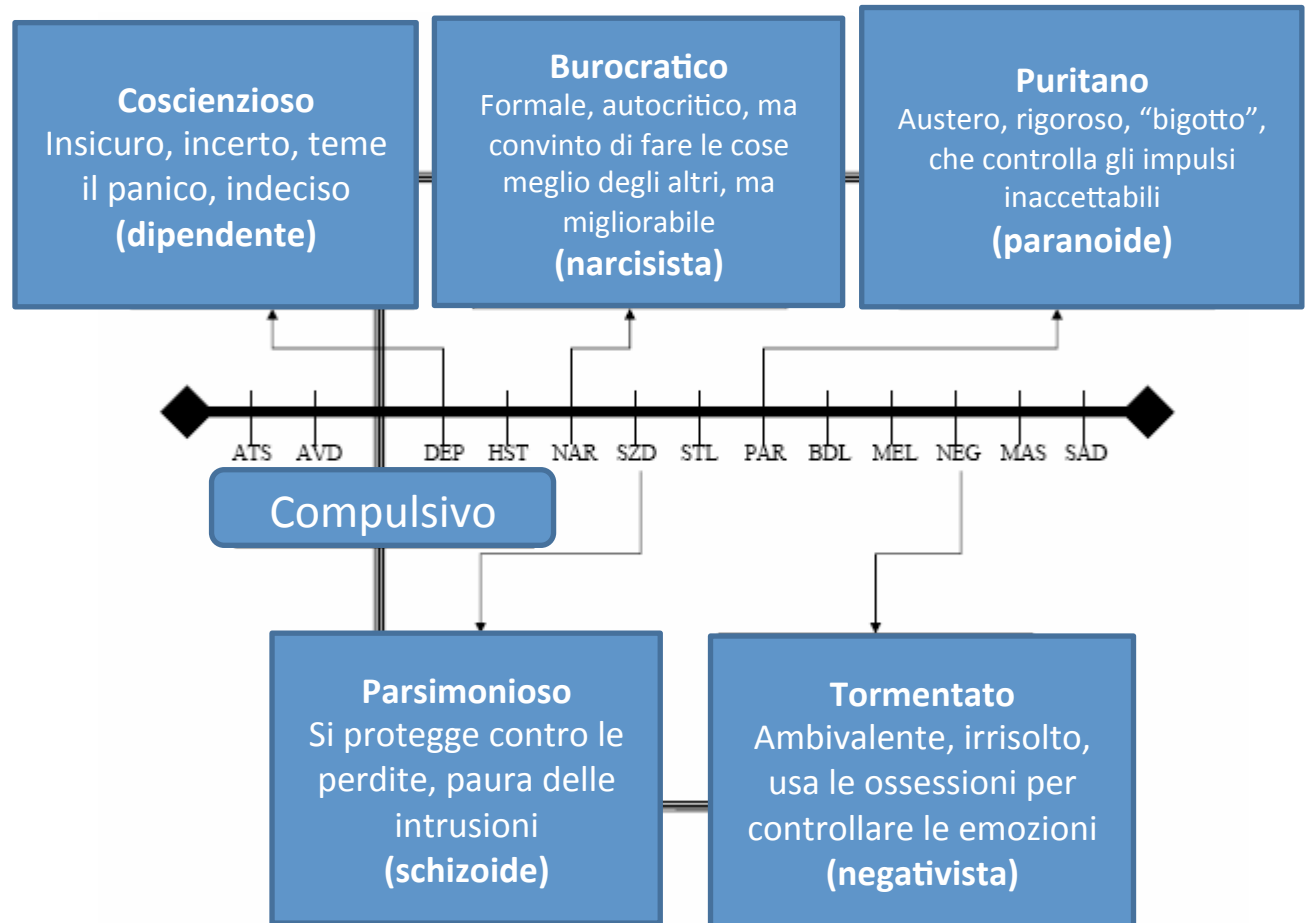 Coscienzioso
Insicuro, incerto, teme
il panico, indeciso
(dipendente)
Burocratico
Formale, autocritico, ma
convinto di fare le cose
meglio degli altri, ma
migliorabile
(narcisista)
Puritano
Austero, rigoroso, “bigotto”,
che controlla gli impulsi
inaccettabili
(paranoide)
ATS AVD DEP HST NAR SZD STL PAR BDL MEL NEG MAS SAD
Compulsivo
Parsimonioso
Si protegge contro le
perdite, paura delle
intrusioni
(schizoide)
Tormentato
Ambivalente, irrisolto,
usa le ossessioni per
controllare le emozioni
(negativista)